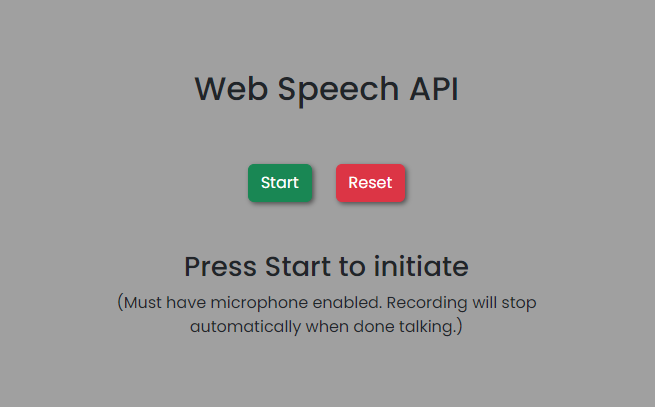 Web Speech API
Start
Reset
Press Start to initiate
(Must have microphone enabled. Recording will stop
automatically when done talking.)